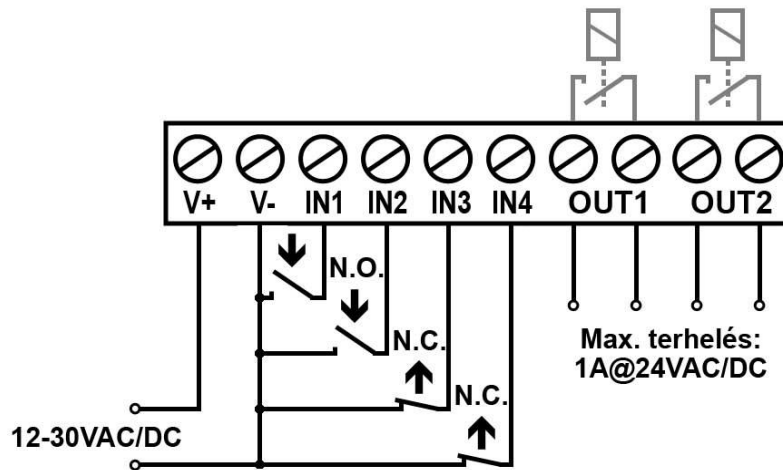 V+ V- IN1 IN2 IN3 IN4 OUT1 OUT2
N.O.
N.C.
N.C.
Max. terhelés:
1A@24VAC/DC
12-30VAC/DC